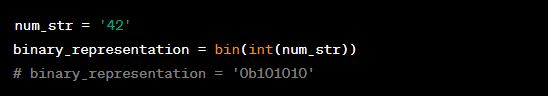 num_str = '42'
binary_representation = bin(int(num_str))
# binary_representation = '0b101010'